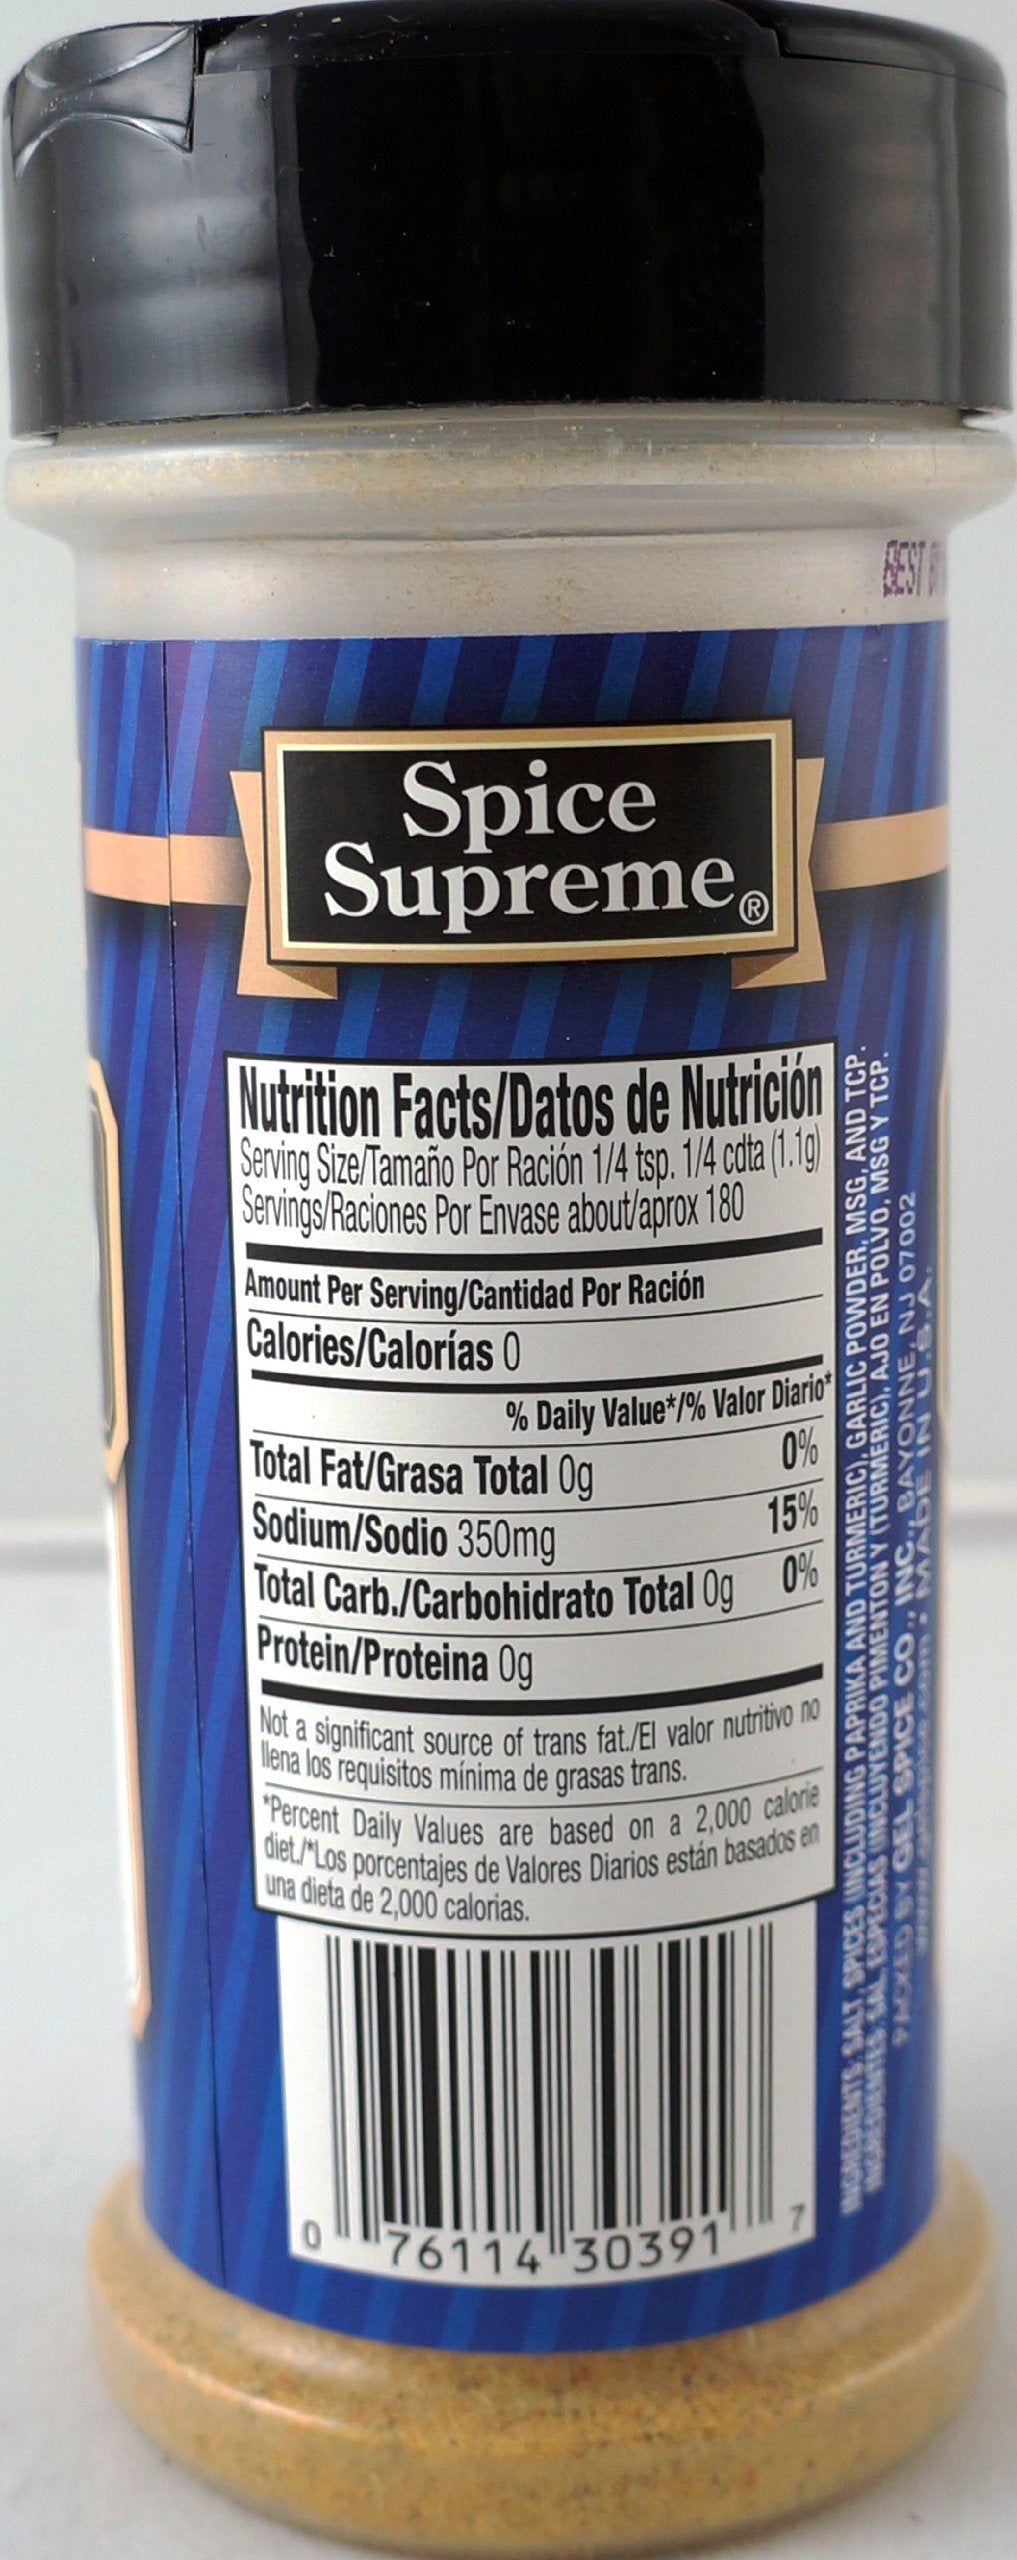 BEST BY
Spice
Supreme®
Nutrition Facts/Datos de Nutrición
Serving Size/Tamaño Por Ración 1/4 tsp. 1/4 cdta (1.1g)
Servings/Raciones Por Envase about/aprox 180
Amount Per Serving/Cantidad Por Ración
Calories/Calorías 0
% Daily Value*/% Valor Diario*
Total Fat/Grasa Total 0g 0%
Sodium/Sodio 350mg 15%
Total Carb./Carbohidrato Total 0g 0%
Protein/Proteina 0g
Not a significant source of trans fat./El valor nutritivo no
llena los requisitos mínima de grasas trans.
*Percent Daily Values are based on a 2,000 calorie
diet./*Los porcentajes de Valores Diarios están basados en
una dieta de 2,000 calorias.
0 76114 30391 7
INGREDIENTS: SALT, SPICES (INCLUDING PAPRIKA AND TURMERIC), GARLIC POWDER, MSG, AND TCP.
INGREDIENTES: SAL, ESPECIAS (INCLUYENDO PIMENTON Y (TURMERIC), AJO EN POLVO, MSG Y TCP.
PACKED BY GEL SPICE CO., INC., BAYONNE, NJ 07002
MADE IN U.S.A.